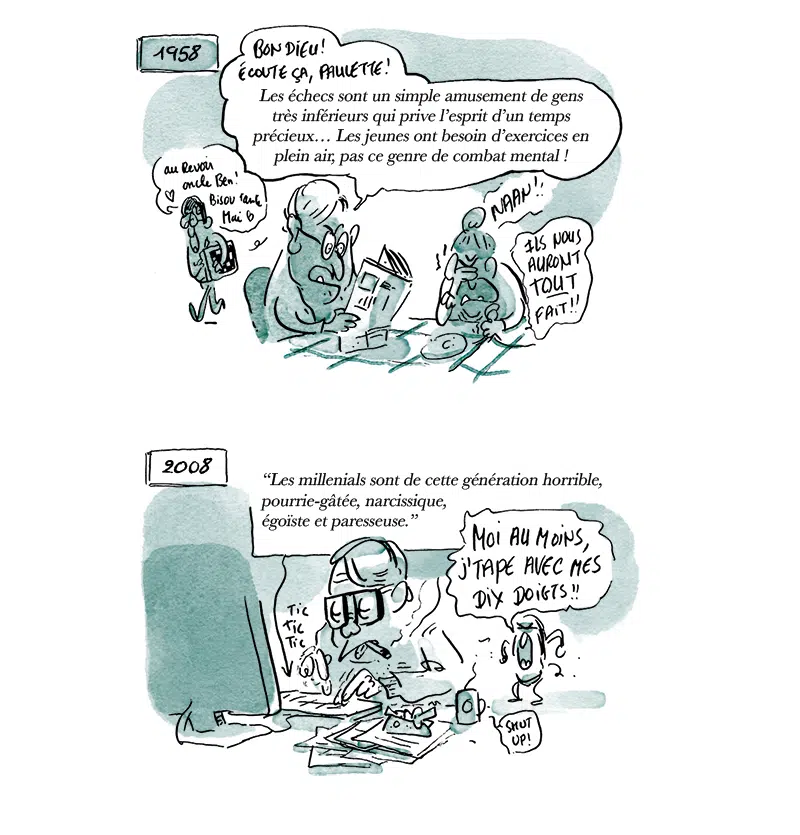 1958
BON DIEU!
ÉCOUTE ÇA, PAULETTE!
Les échecs sont un simple amusement de gens
très inférieurs qui prive l’esprit d’un temps
précieux… Les jeunes ont besoin d’exercices en
plein air, pas ce genre de combat mental !
au Revoir
oncle Ben!
Bisou tante
NAAN!!
ILS NOUS
AURONT
TOUT
FAIT!!
2008
“Les millenials sont de cette génération horrible,
pourrie-gâtée, narcissique,
égoïste et paresseuse.”
MOI AU MOINS,
J'TAPE AVEC MES
DIX DOIGTS!!
Tic
Tic
Tic
SHUT
UP!